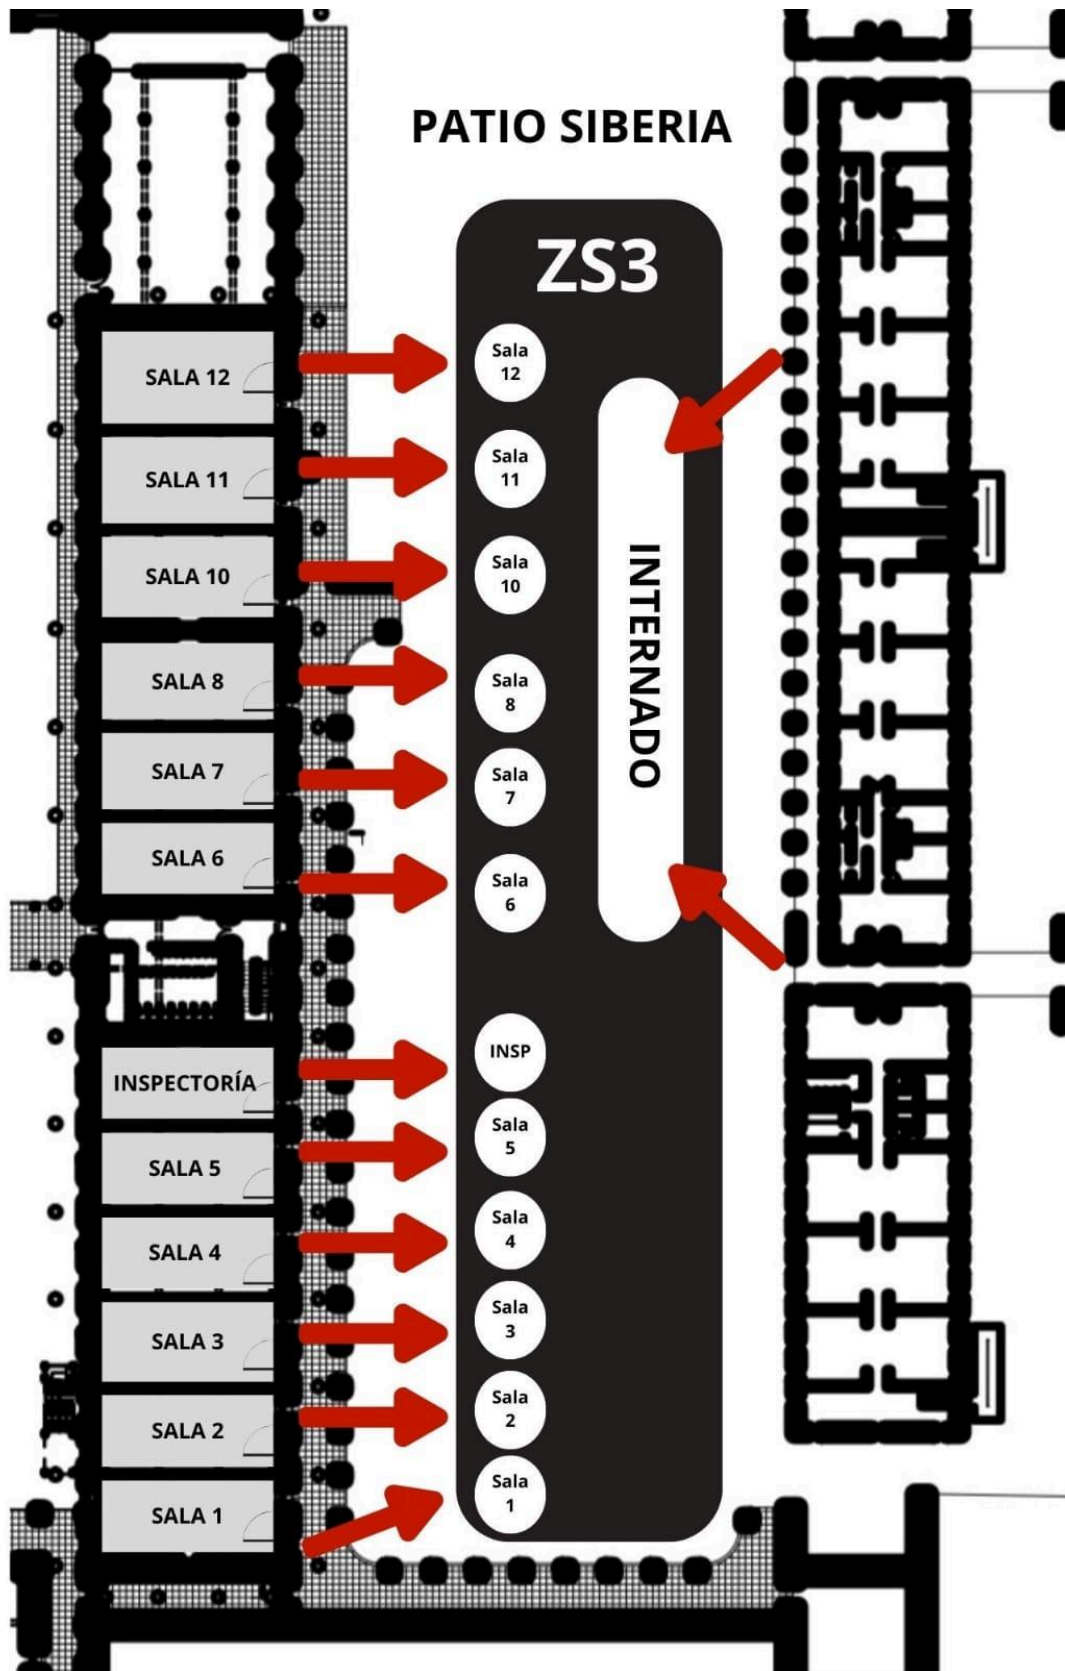 PATIO SIBERIA
ZS3
SALA 12
Sala
12
SALA 11
Sala
11
SALA 10
Sala
10
INTERNADO
SALA 8
Sala
8
SALA 7
Sala
7
SALA 6
Sala
6
INSPECTORÍA
INSP
SALA 5
Sala
5
SALA 4
Sala
4
SALA 3
Sala
3
SALA 2
Sala
2
SALA 1
Sala
1